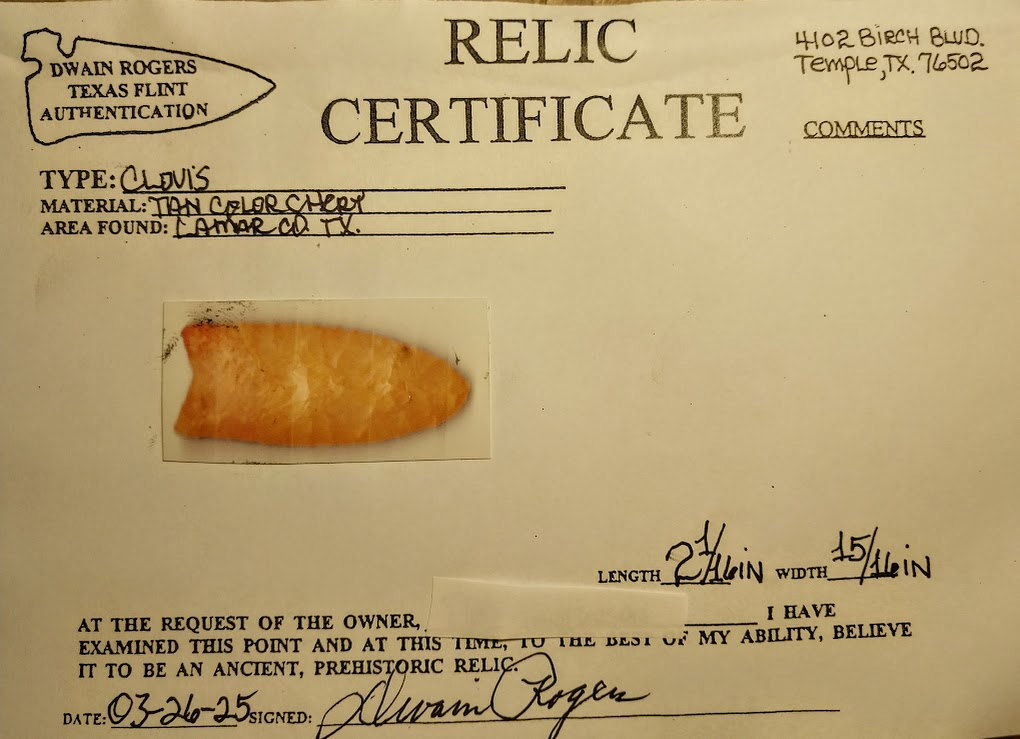 DWAIN ROGERS
TEXAS FLINT
AUTHENTICATION
RELIC
CERTIFICATE
4102 BIRCH BLVD.
TEMPLE, TX. 76502
COMMENTS
TYPE: CLOVIS
MATERIAL: TAN COLOR CHERT
AREA FOUND: LAMAR CO. TX.
LENGTH 2 1/16 IN WIDTH 15/16 IN
AT THE REQUEST OF THE OWNER, I HAVE
EXAMINED THIS POINT AND AT THIS TIME, TO THE BEST OF MY ABILITY, BELIEVE
IT TO BE AN ANCIENT, PREHISTORIC RELIC.
DATE: 03-26-25 SIGNED: Dwain Rogers